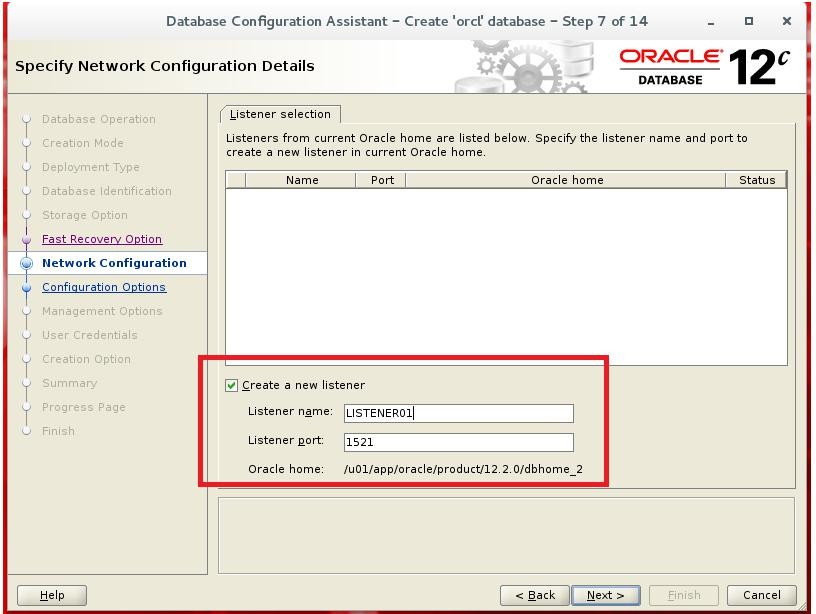 Database Configuration Assistant – Create 'orcl' database – Step 7 of 14
Specify Network Configuration Details
ORACLE®
DATABASE
12c
Database Operation
Creation Mode
Deployment Type
Database Identification
Storage Option
Fast Recovery Option
Network Configuration
Configuration Options
Management Options
User Credentials
Creation Option
Summary
Progress Page
Finish
Listener selection
Listeners from current Oracle home are listed below. Specify the listener name and port to
create a new listener in current Oracle home.
Name Port Oracle home Status
Create a new listener
Listener name: LISTENER01
Listener port: 1521
Oracle home: /u01/app/oracle/product/12.2.0/dbhome_2
Help < Back Next > Finish Cancel